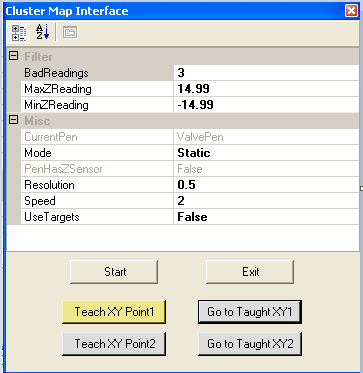 Cluster Map Interface
Filter
BadReadings 3
MaxZReading 14.99
MinZReading -14.99
Misc
CurrentPen ValvePen
Mode Static
PenHasZSensor False
Resolution 0.5
Speed 2
UseTargets False
Start Exit
Teach XY Point1 Go to Taught XY1
Teach XY Point2 Go to Taught XY2